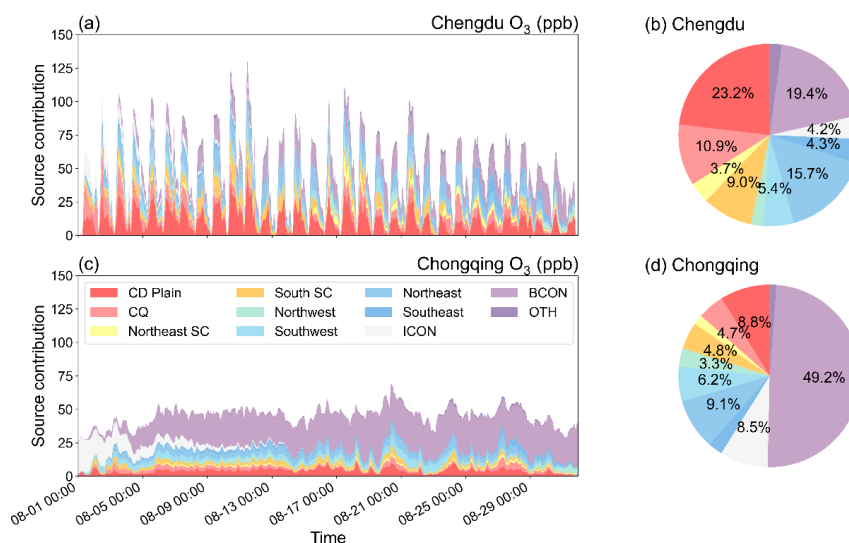 (a) Chengdu O₃ (ppb)
150
125
100
75
50
25
0
Source contribution
(b) Chengdu
23.2%
19.4%
4.2%
4.3%
15.7%
5.4%
9.0%
3.7%
10.9%
(c) Chongqing O₃ (ppb)
150
125
100
75
50
25
0
Source contribution
CD Plain
CQ
Northeast SC
South SC
Northwest
Southwest
Northeast
Southeast
ICON
BCON
OTH
08-01 00:00
08-05 00:00
08-09 00:00
08-13 00:00
08-17 00:00
08-21 00:00
08-25 00:00
08-29 00:00
Time
(d) Chongqing
8.8%
4.7%
4.8%
3.3%
6.2%
9.1%
8.5%
49.2%